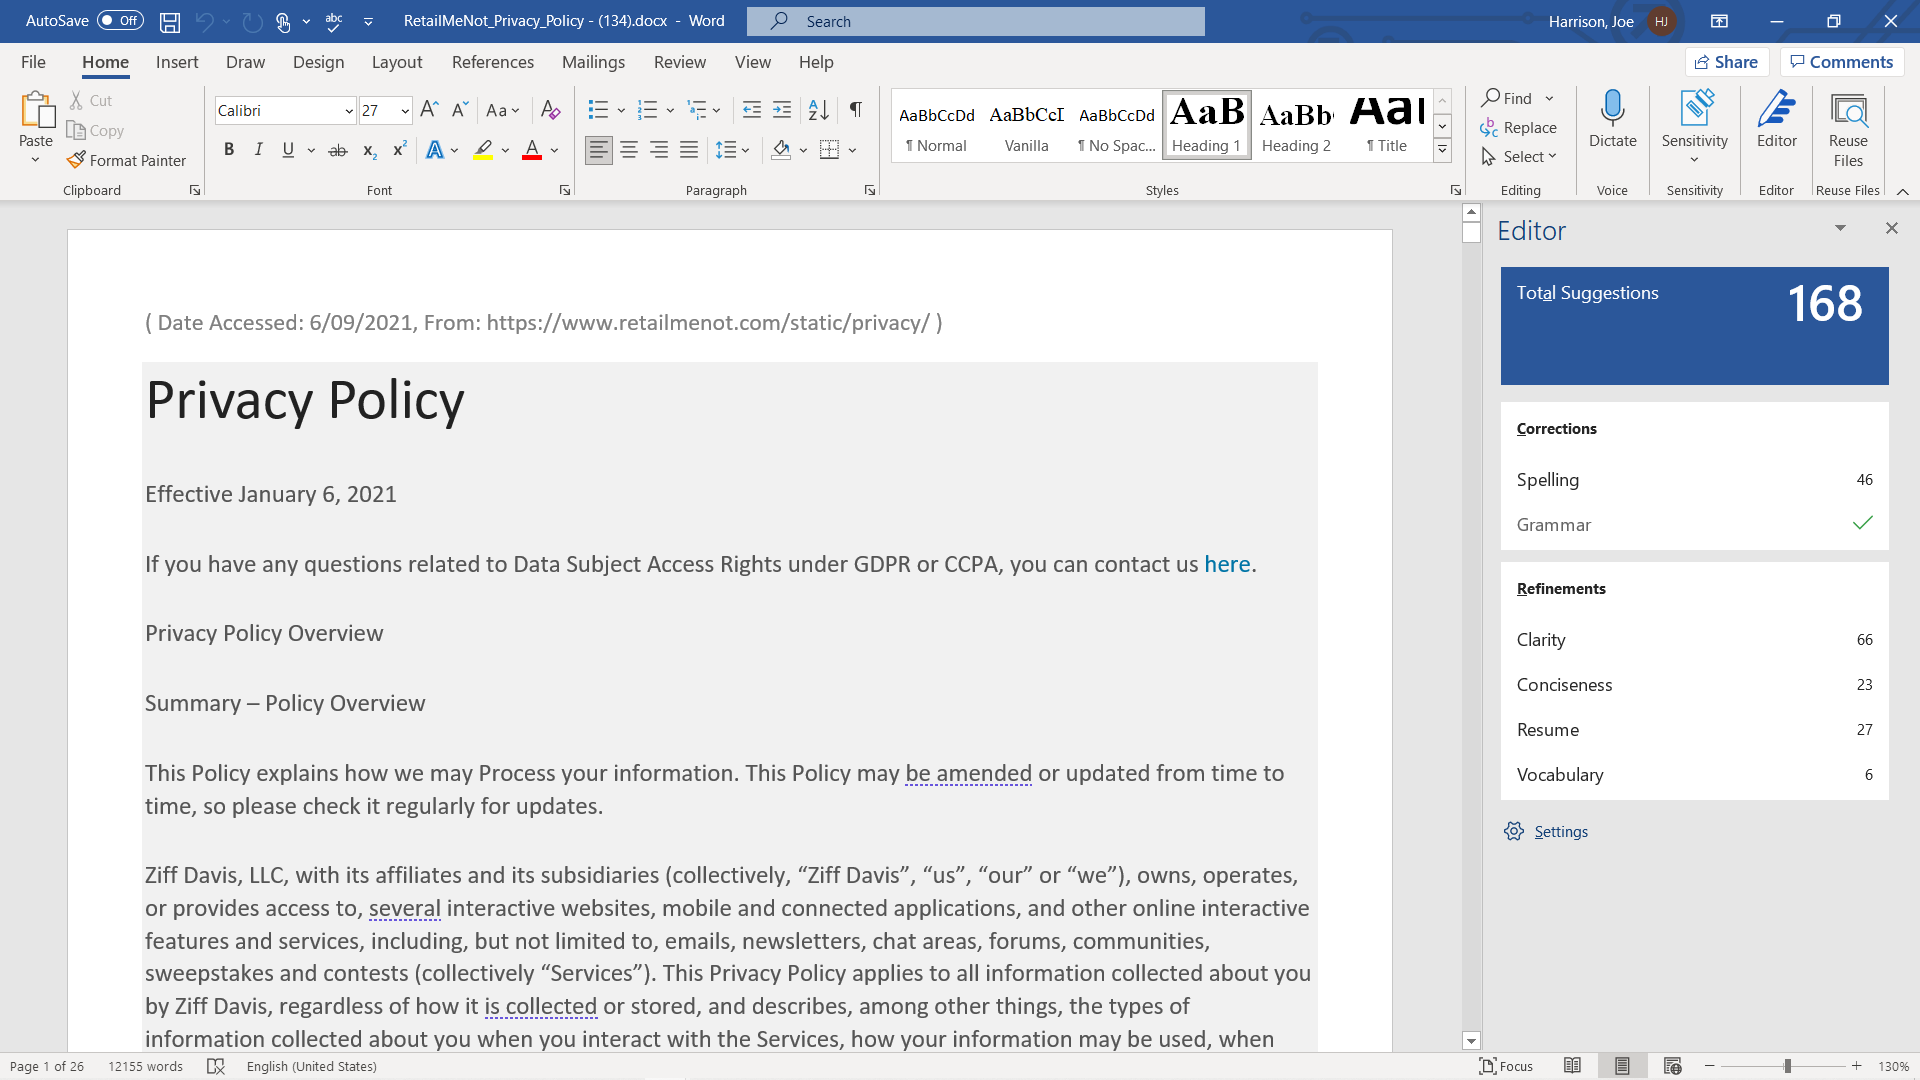 AutoSave Off RetailMeNot_Privacy_Policy - (134).docx - Word Search Harrison, Joe HJ
File Home Insert Draw Design Layout References Mailings Review View Help Share Comments
Paste Cut Copy Format Painter Clipboard
Calibri 27 Aa
B I U ab x₂ x² A A
Font
Paragraph
AaBbCcDd AaBbCcI AaBbCcDd AaB AaBb AaI
¶ Normal Vanilla ¶ No Spac... Heading 1 Heading 2 ¶ Title
Styles
Find
Replace
Select
Editing
Dictate
Voice
Sensitivity
Sensitivity
Editor
Editor
Reuse
Files
Reuse Files
( Date Accessed: 6/09/2021, From: https://www.retailmenot.com/static/privacy/ )
Privacy Policy
Effective January 6, 2021
If you have any questions related to Data Subject Access Rights under GDPR or CCPA, you can contact us here.
Privacy Policy Overview
Summary – Policy Overview
This Policy explains how we may Process your information. This Policy may be amended or updated from time to
time, so please check it regularly for updates.
Ziff Davis, LLC, with its affiliates and its subsidiaries (collectively, “Ziff Davis”, “us”, “our” or “we”), owns, operates,
or provides access to, several interactive websites, mobile and connected applications, and other online interactive
features and services, including, but not limited to, emails, newsletters, chat areas, forums, communities,
sweepstakes and contests (collectively “Services”). This Privacy Policy applies to all information collected about you
by Ziff Davis, regardless of how it is collected or stored, and describes, among other things, the types of
information collected about you when you interact with the Services, how your information may be used, when
Editor
Total Suggestions 168
Corrections
Spelling 46
Grammar
Refinements
Clarity 66
Conciseness 23
Resume 27
Vocabulary 6
Settings
Page 1 of 26 12155 words English (United States) Focus 130%